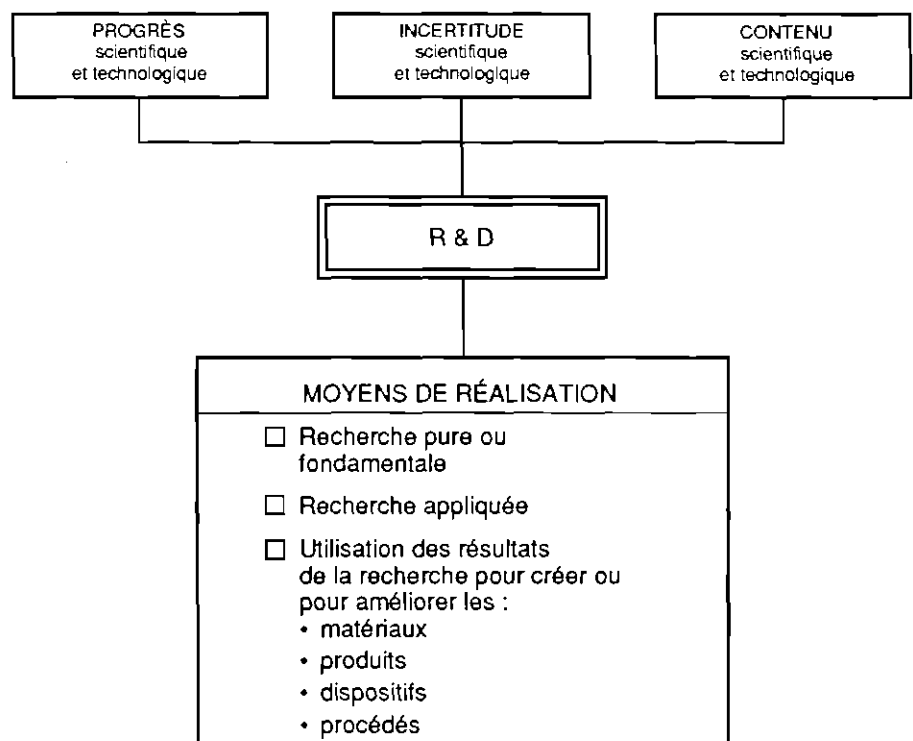 PROGRÈS
scientifique
et technologique
INCERTITUDE
scientifique
et technologique
CONTENU
scientifique
et technologique
R & D
MOYENS DE RÉALISATION
☐ Recherche pure ou
fondamentale
☐ Recherche appliquée
☐ Utilisation des résultats
de la recherche pour créer ou
pour améliorer les :
• matériaux
• produits
• dispositifs
• procédés